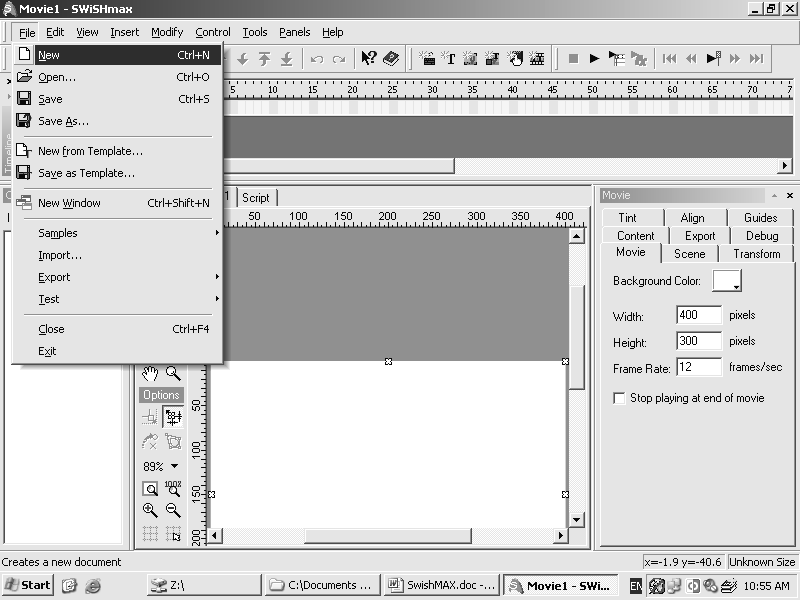 Movie1 - SWiSHmax
File Edit View Insert Modify Control Tools Panels Help
New Ctrl+N
Open... Ctrl+O
Save Ctrl+S
Save As...
New from Template...
Save as Template...
New Window Ctrl+Shift+N
Samples
Import...
Export
Test
Close Ctrl+F4
Exit
5 10 15 20 25 30 35 40 45 50 55 60 65 70
Script
50 100 150 200 250 300 350 400
Movie
Tint Align Guides
Content Export Debug
Movie Scene Transform
Background Color:
Width: 400 pixels
Height: 300 pixels
Frame Rate: 12 frames/sec
Stop playing at end of movie
Options
89%
100%
50
100
150
200
Creates a new document
x=-1.9 y=-40.6 Unknown Size
Start Z:\ C:\Documents ... SwishMAX.doc -... Movie1 - SWi... EN 10:55 AM